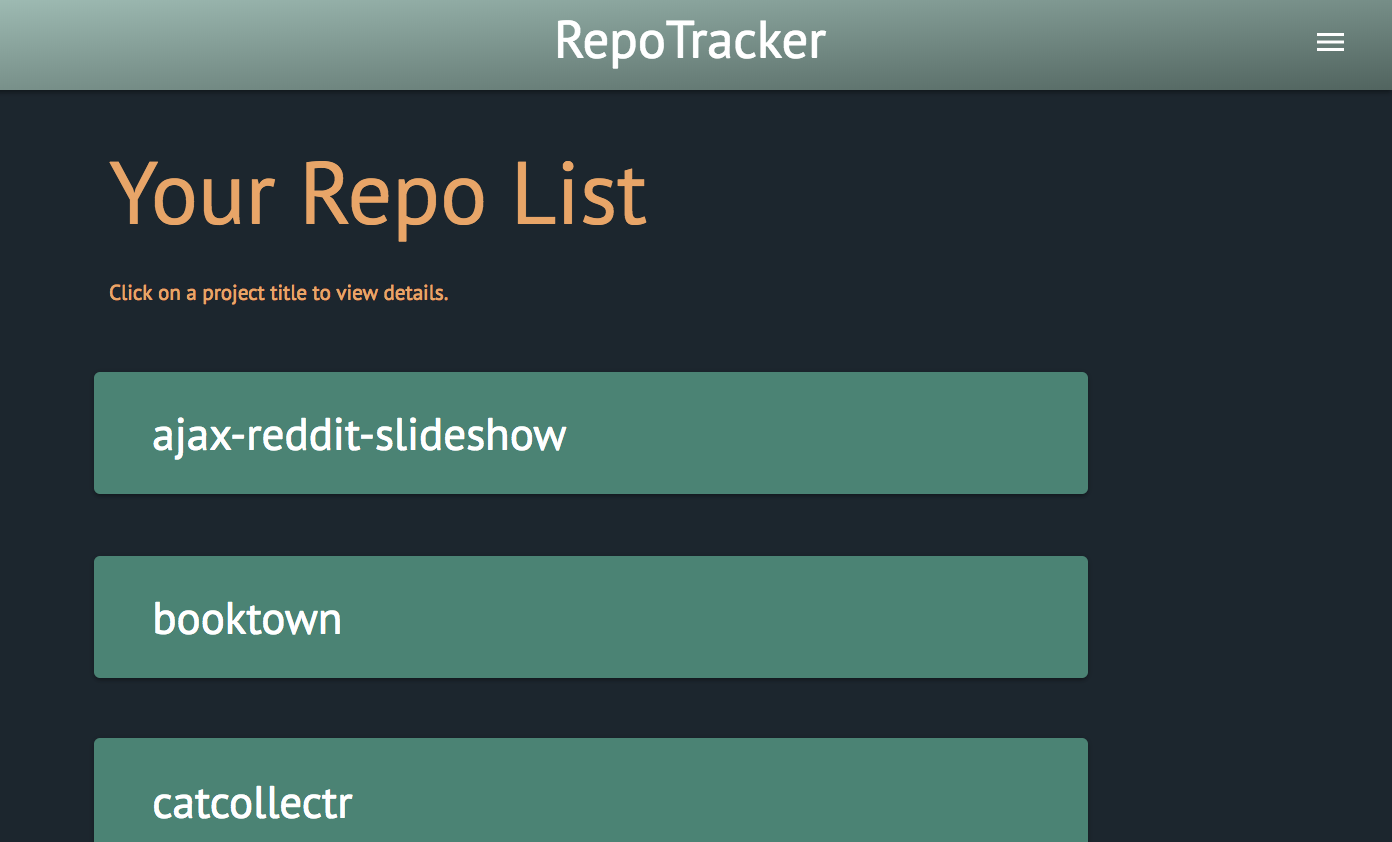 RepoTracker
Your Repo List
Click on a project title to view details.
ajax-reddit-slideshow
booktown
catcollectr